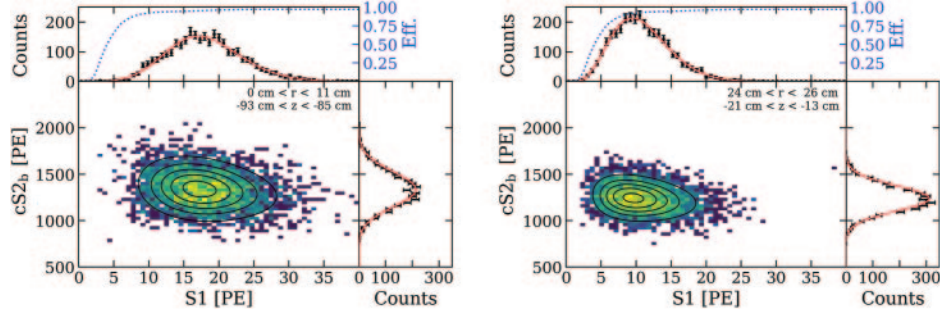 200
100
0
Counts
1.00
0.75
0.50
0.25
Eff.
0 cm < r < 11 cm
-93 cm < z < -85 cm
2000
1500
1000
500
cS2b [PE]
0 5 10 15 20 25 30 35
S1 [PE]
0 100 300
Counts
200
100
0
Counts
1.00
0.75
0.50
0.25
Eff.
24 cm < r < 26 cm
-21 cm < z < -13 cm
2000
1500
1000
500
cS2b [PE]
0 5 10 15 20 25 30 35
S1 [PE]
0 100 300
Counts